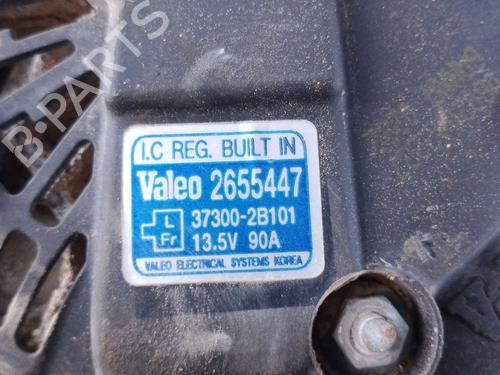 B-PARTS
I.C REG. BUILT IN
Valeo 2655447
L
37300-2B101
Fr
13.5V 90A
VALEO ELECTRICAL SYSTEMS KOREA